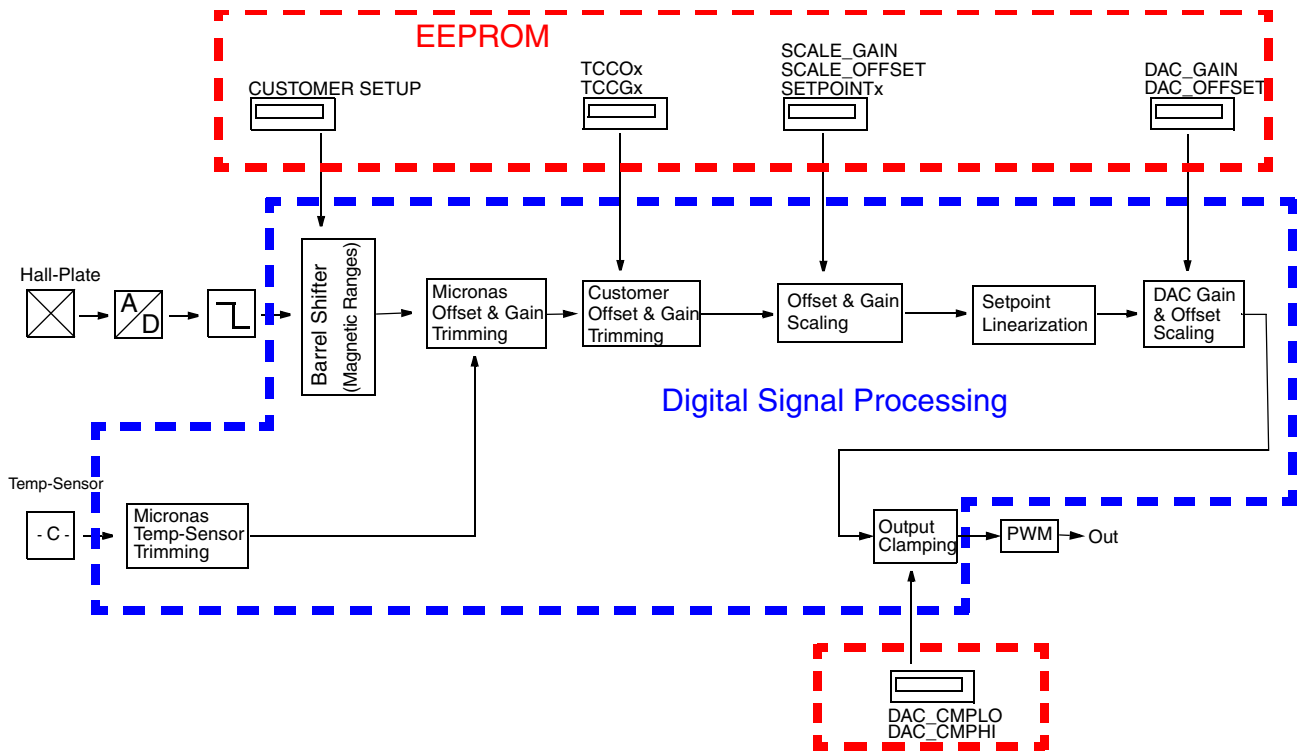 EEPROM
CUSTOMER SETUP
TCCOx
TCCGx
SCALE_GAIN
SCALE_OFFSET
SETPOINTx
DAC_GAIN
DAC_OFFSET
Hall-Plate
A
D
Barrel Shifter
(Magnetic Ranges)
Micronas
Offset & Gain
Trimming
Customer
Offset & Gain
Trimming
Offset & Gain
Scaling
Setpoint
Linearization
DAC Gain
& Offset
Scaling
Digital Signal Processing
Temp-Sensor
- C -
Micronas
Temp-Sensor
Trimming
Output
Clamping
PWM
Out
DAC_CMPLO
DAC_CMPHI